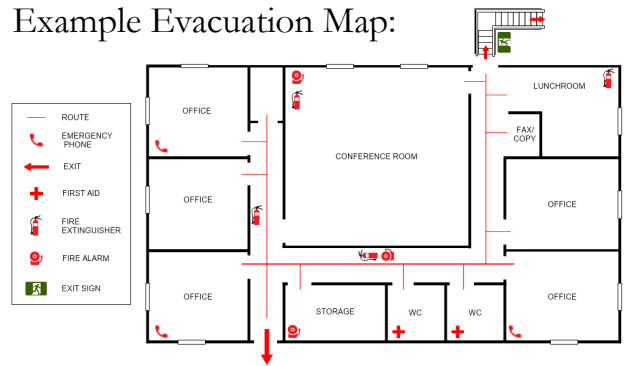 Example Evacuation Map:
ROUTE
EMERGENCY
PHONE
EXIT
FIRST AID
FIRE
EXTINGUISHER
FIRE ALARM
EXIT SIGN
OFFICE
LUNCHROOM
FAX/
COPY
CONFERENCE ROOM
OFFICE
OFFICE
OFFICE
STORAGE
WC
WC
OFFICE